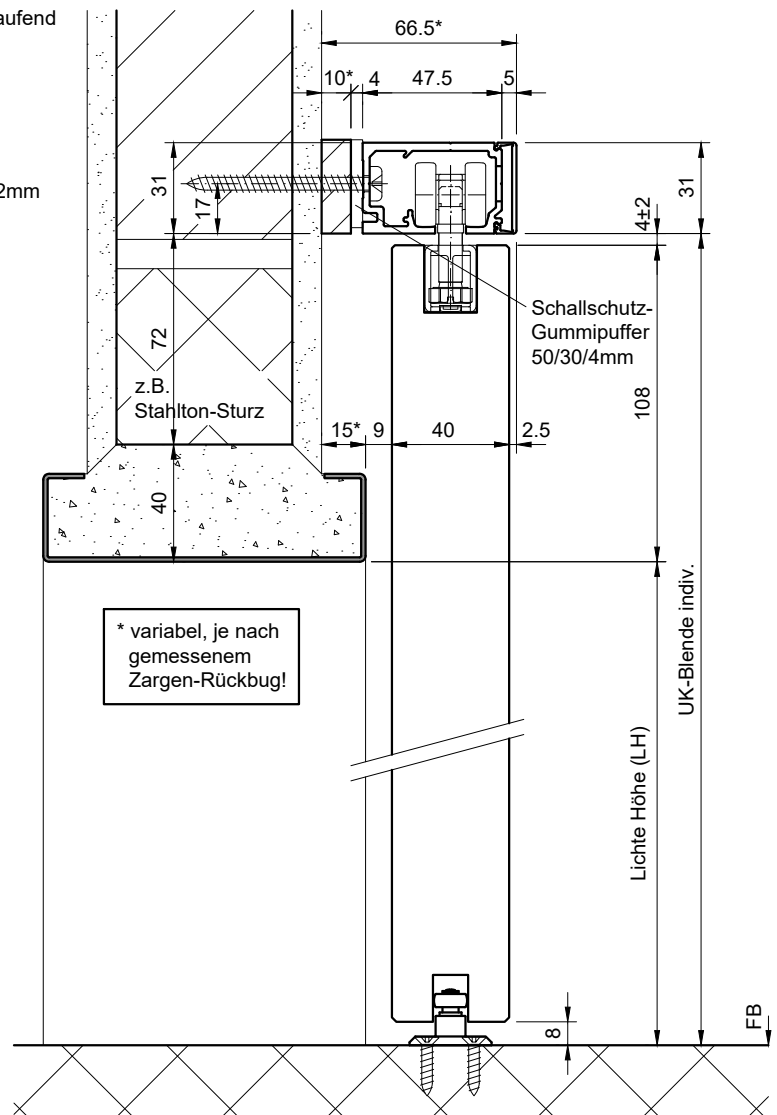 aufend
66.5*
10* 4 47.5 5
31
17
2mm
31
4±2
Schallschutz-
Gummipuffer
50/30/4mm
72
z.B.
Stahlton-Sturz
108
15* 9 40 2.5
40
* variabel, je nach
gemessenem
Zargen-Rückbug!
UK-Blende indiv.
Lichte Höhe (LH)
8
FB